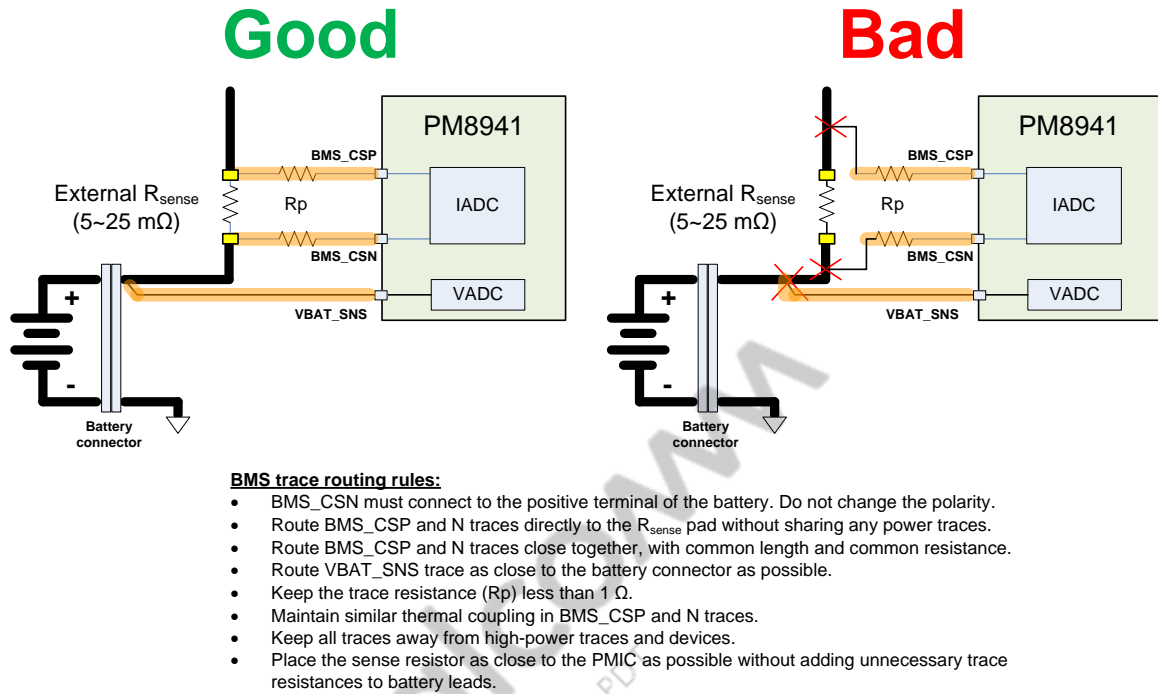 Good
Bad
PM8941
BMS_CSP
External Rsense
(5~25 mΩ)
Rp
IADC
BMS_CSN
VADC
VBAT_SNS
+
-
Battery
connector
PM8941
BMS_CSP
External Rsense
(5~25 mΩ)
Rp
IADC
BMS_CSN
VADC
VBAT_SNS
+
-
Battery
connector
BMS trace routing rules:
• BMS_CSN must connect to the positive terminal of the battery. Do not change the polarity.
• Route BMS_CSP and N traces directly to the Rsense pad without sharing any power traces.
• Route BMS_CSP and N traces close together, with common length and common resistance.
• Route VBAT_SNS trace as close to the battery connector as possible.
• Keep the trace resistance (Rp) less than 1 Ω.
• Maintain similar thermal coupling in BMS_CSP and N traces.
• Keep all traces away from high-power traces and devices.
• Place the sense resistor as close to the PMIC as possible without adding unnecessary trace
resistances to battery leads.
PDT